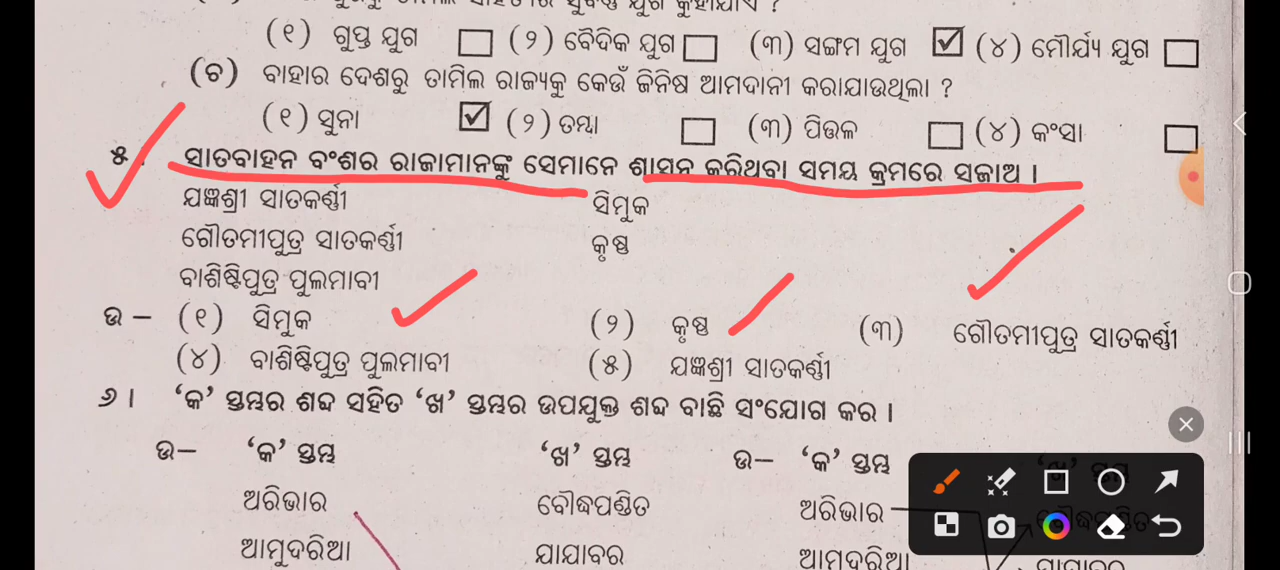 (୧) ଗୁପ୍ତ ଯୁଗ (୨) ବୈଦିକ ଯୁଗ (୩) ସଙ୍ଗମ ଯୁଗ (୪) ମୌର୍ଯ୍ୟ ଯୁଗ
(ଚ) ବାହାର ଦେଶରୁ ତାମିଲ ରାଜ୍ୟକୁ କେଉଁ ଜିନିଷ ଆମଦାନୀ କରାଯାଉଥିଲା ?
(୧) ସୁନା (୨) ତମ୍ବା (୩) ପିତ୍ତଳ (୪) କଂସା
୫। ସାତବାହନ ବଂଶର ରାଜାମାନଙ୍କୁ ସେମାନେ ଶାସନ କରିଥିବା ସମୟ କ୍ରମରେ ସଜାଅ ।
ଯଜ୍ଞଶ୍ରୀ ସାତକର୍ଣ୍ଣୀ ସିମୁକ
ଗୌତମୀପୁତ୍ର ସାତକର୍ଣ୍ଣୀ କୃଷ୍ଣ
ବାଶିଷ୍ଟିପୁତ୍ର ପୁଲମାବୀ
ଉ – (୧) ସିମୁକ (୨) କୃଷ୍ଣ (୩) ଗୌତମୀପୁତ୍ର ସାତକର୍ଣ୍ଣୀ
(୪) ବାଶିଷ୍ଟିପୁତ୍ର ପୁଲମାବୀ (୫) ଯଜ୍ଞଶ୍ରୀ ସାତକର୍ଣ୍ଣୀ
୬। ‘କ’ ସ୍ତମ୍ଭର ଶବ୍ଦ ସହିତ ‘ଖ’ ସ୍ତମ୍ଭର ଉପଯୁକ୍ତ ଶବ୍ଦ ବାଛି ସଂଯୋଗ କର ।
ଉ– ‘କ’ ସ୍ତମ୍ଭ ‘ଖ’ ସ୍ତମ୍ଭ ଉ– ‘କ’ ସ୍ତମ୍ଭ
ଅରିଭାର ବୌଦ୍ଧପଣ୍ଡିତ ଅରିଭାର
ଆମୁଦରିଆ ଯାଯାବର ଆମୁଦରିଆ